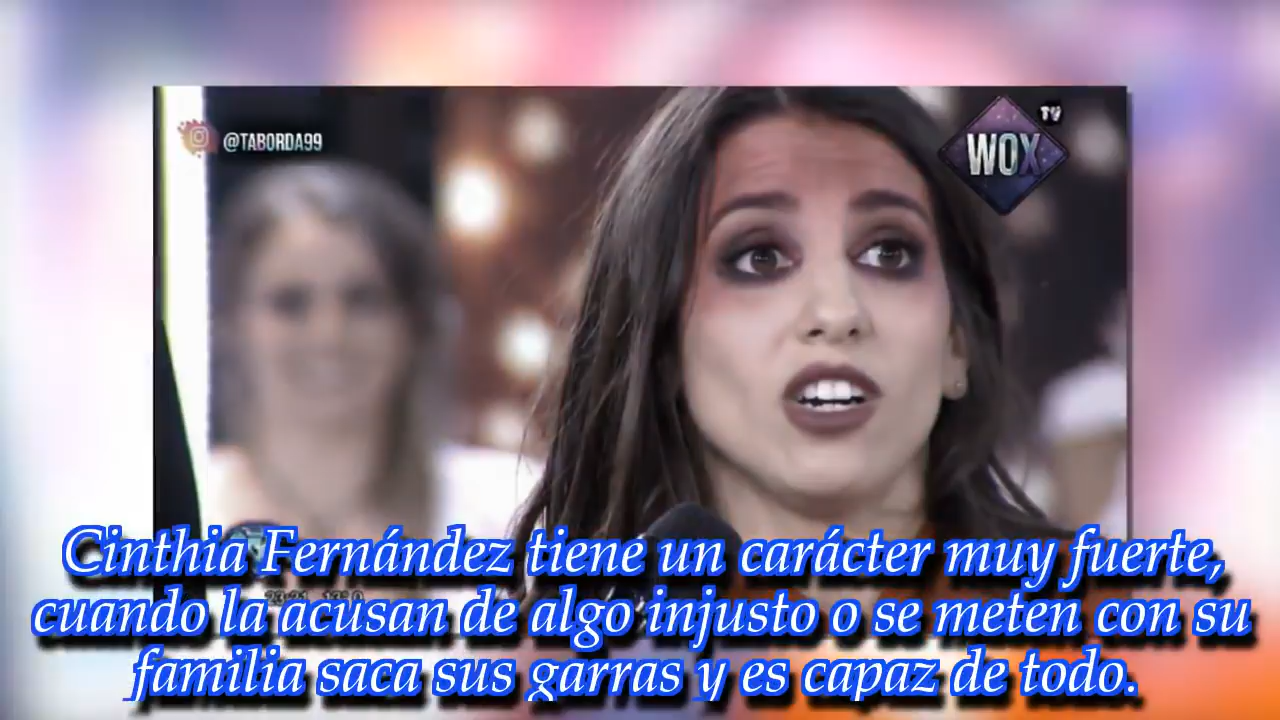 @TABORDA99
TV
WOX
Cinthia Fernández tiene un carácter muy fuerte,
cuando la acusan de algo injusto o se meten con su
familia saca sus garras y es capaz de todo.